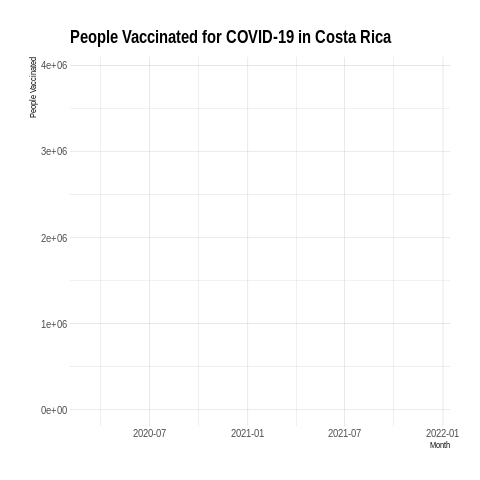 People Vaccinated for COVID-19 in Costa Rica
People Vaccinated
4e+06
3e+06
2e+06
1e+06
0e+00
2020-07 2021-01 2021-07 2022-01
Month